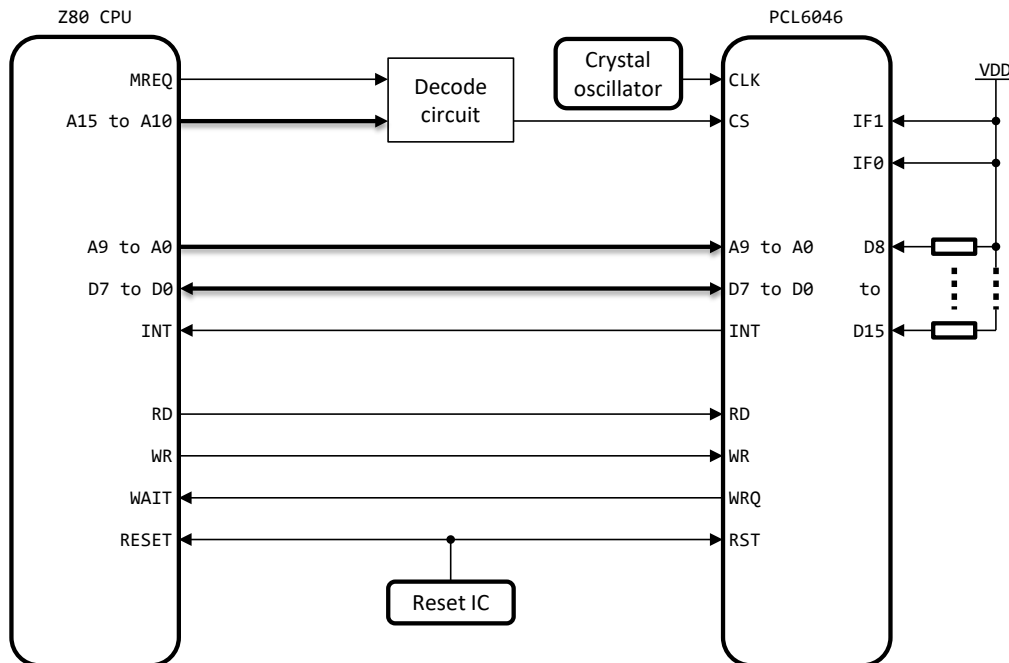 Z80 CPU
PCL6046
MREQ
A15 to A10
A9 to A0
D7 to D0
INT
RD
WR
WAIT
RESET
Decode
circuit
Crystal
oscillator
Reset IC
CLK
CS
A9 to A0
D7 to D0
INT
RD
WR
WRQ
RST
IF1
IF0
D8
to
D15
VDD